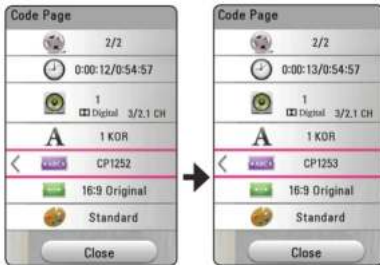 Code Page
2/2
0:00:12/0:54:57
1
Digital 3/2.1 CH
A 1 KOR
ABC
CP1252
16:9 Original
Standard
Close
Code Page
2/2
0:00:13/0:54:57
1
Digital 3/2.1 CH
A 1 KOR
ABC
CP1253
16:9 Original
Standard
Close